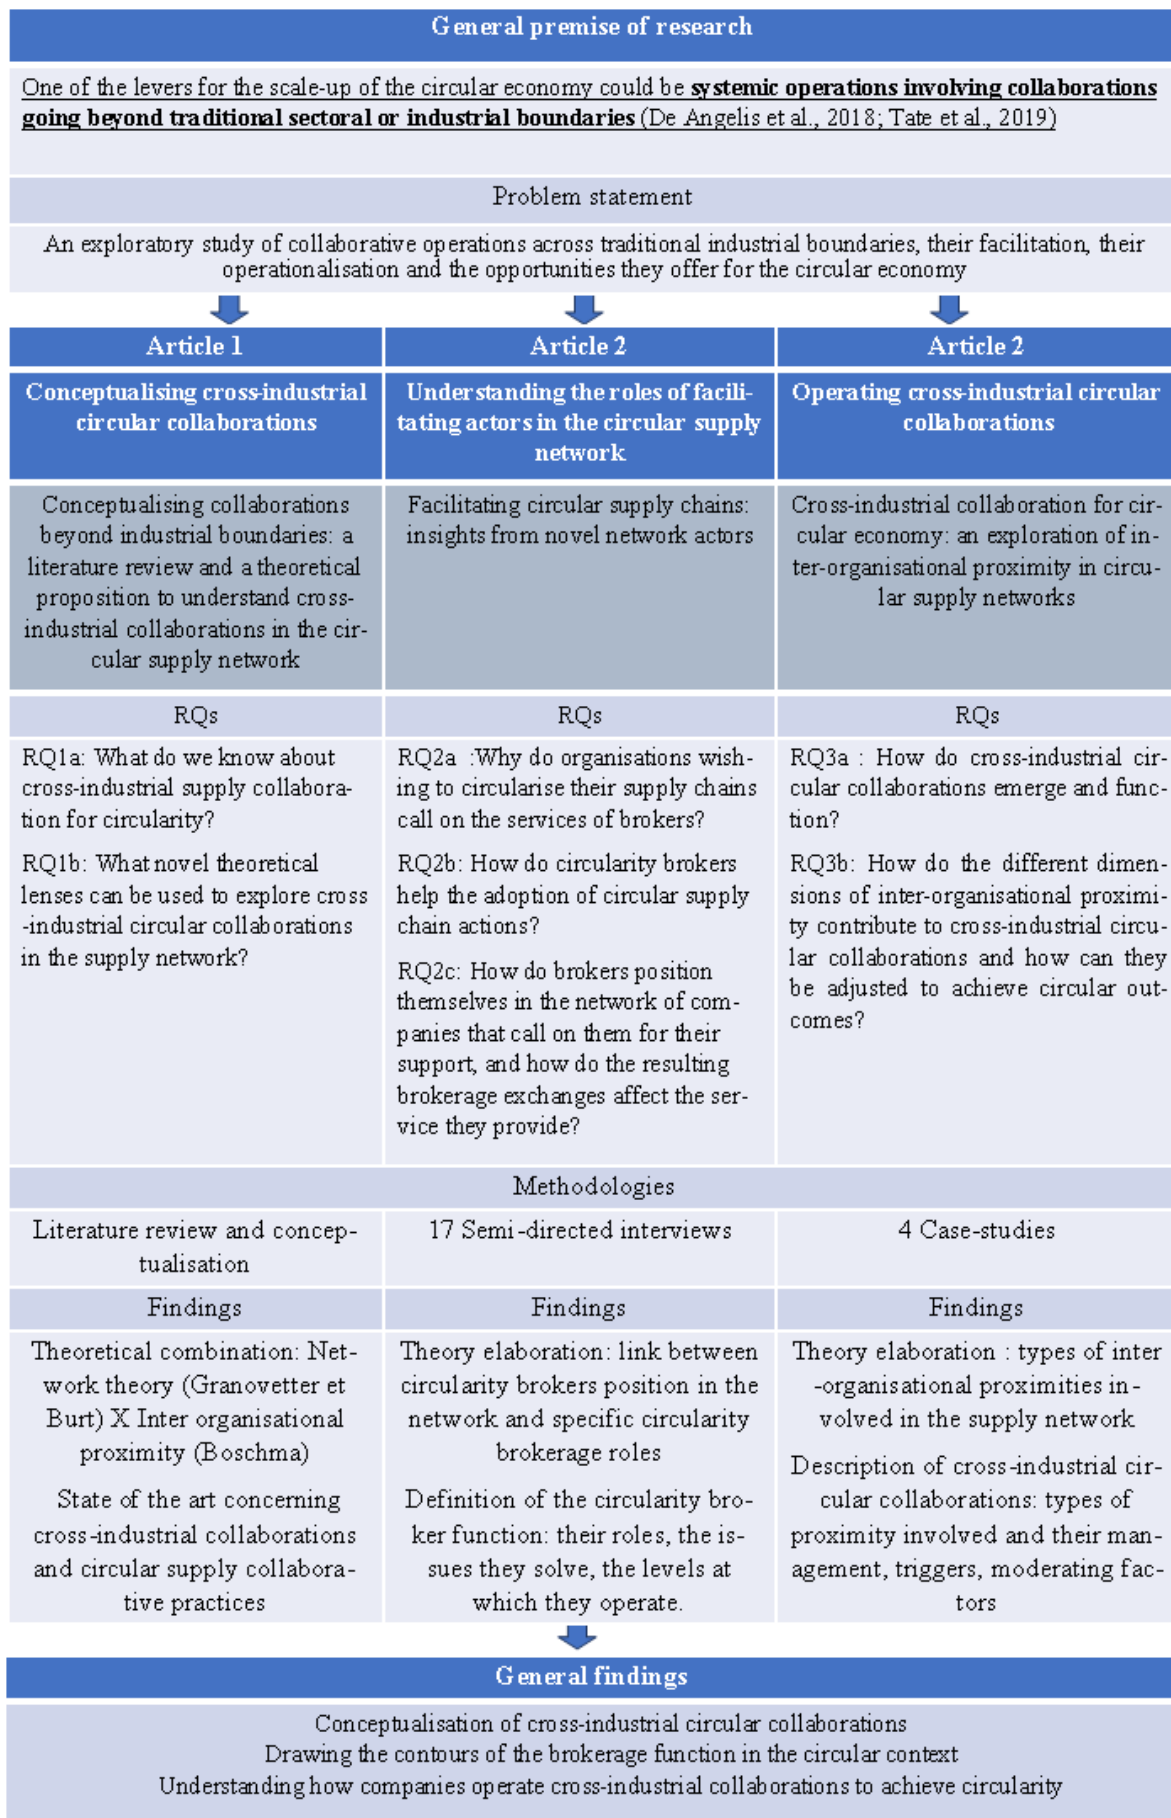 General premise of research
One of the levers for the scale-up of the circular economy could be systemic operations involving collaborations
going beyond traditional sectoral or industrial boundaries (De Angelis et al., 2018; Tate et al., 2019)
Problem statement
An exploratory study of collaborative operations across traditional industrial boundaries, their facilitation, their
operationalisation and the opportunities they offer for the circular economy
Article 1
Conceptualising cross-industrial
circular collaborations
Conceptualising collaborations
beyond industrial boundaries: a
literature review and a theoretical
proposition to understand cross-
industrial collaborations in the cir-
cular supply network
Article 2
Understanding the roles of facili-
tating actors in the circular supply
network
Facilitating circular supply chains:
insights from novel network actors
Article 2
Operating cross-industrial circular
collaborations
Cross-industrial collaboration for cir-
cular economy: an exploration of in-
ter-organisational proximity in circu-
lar supply networks
RQs
RQ1a: What do we know about
cross-industrial supply collabora-
tion for circularity?
RQ1b: What novel theoretical
lenses can be used to explore cross
-industrial circular collaborations
in the supply network?
RQs
RQ2a :Why do organisations wish-
ing to circularise their supply chains
call on the services of brokers?
RQ2b: How do circularity brokers
help the adoption of circular supply
chain actions?
RQ2c: How do brokers position
themselves in the network of com-
panies that call on them for their
support, and how do the resulting
brokerage exchanges affect the ser-
vice they provide?
RQs
RQ3a : How do cross-industrial cir-
cular collaborations emerge and func-
tion?
RQ3b: How do the different dimen-
sions of inter-organisational proximi-
ty contribute to cross-industrial circu-
lar collaborations and how can they
be adjusted to achieve circular out-
comes?
Methodologies
Literature review and concep-
tualisation
17 Semi-directed interviews
4 Case-studies
Findings
Theoretical combination: Net-
work theory (Granovetter et
Burt) X Inter organisational
proximity (Boschma)
State of the art concerning
cross-industrial collaborations
and circular supply collabora-
tive practices
Findings
Theory elaboration: link between
circularity brokers position in the
network and specific circularity
brokerage roles
Definition of the circularity bro-
ker function: their roles, the is-
sues they solve, the levels at
which they operate.
Findings
Theory elaboration : types of inter
-organisational proximities in-
volved in the supply network
Description of cross-industrial cir-
cular collaborations: types of
proximity involved and their man-
agement, triggers, moderating fac-
tors
General findings
Conceptualisation of cross-industrial circular collaborations
Drawing the contours of the brokerage function in the circular context
Understanding how companies operate cross-industrial collaborations to achieve circularity